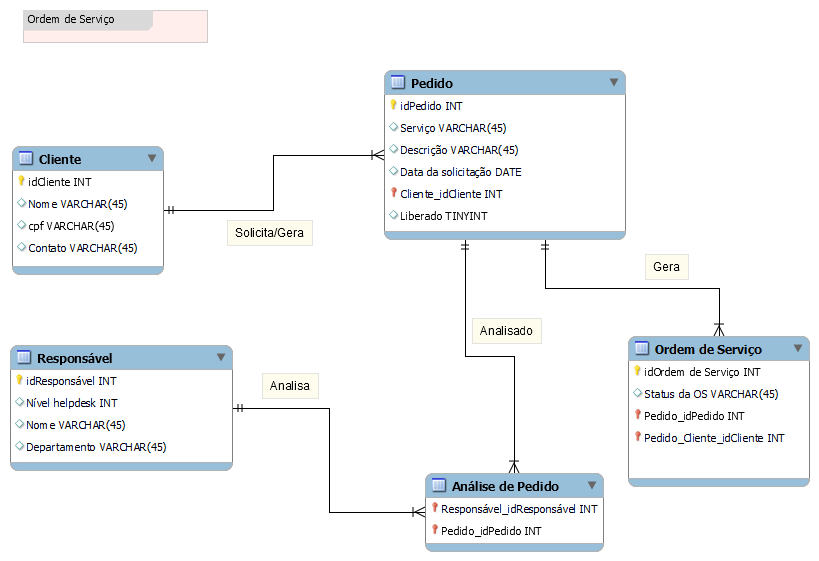 Ordem de Serviço
Pedido
idPedido INT
Serviço VARCHAR(45)
Descrição VARCHAR(45)
Data da solicitação DATE
Cliente_idCliente INT
Liberado TINYINT
Cliente
idCliente INT
Nome VARCHAR(45)
cpf VARCHAR(45)
Contato VARCHAR(45)
Solicita/Gera
Gera
Analisado
Responsável
idResponsável INT
Nível helpdesk INT
Nome VARCHAR(45)
Departamento VARCHAR(45)
Analisa
Ordem de Serviço
idOrdem de Serviço INT
Status da OS VARCHAR(45)
Pedido_idPedido INT
Pedido_Cliente_idCliente INT
Análise de Pedido
Responsável_idResponsável INT
Pedido_idPedido INT